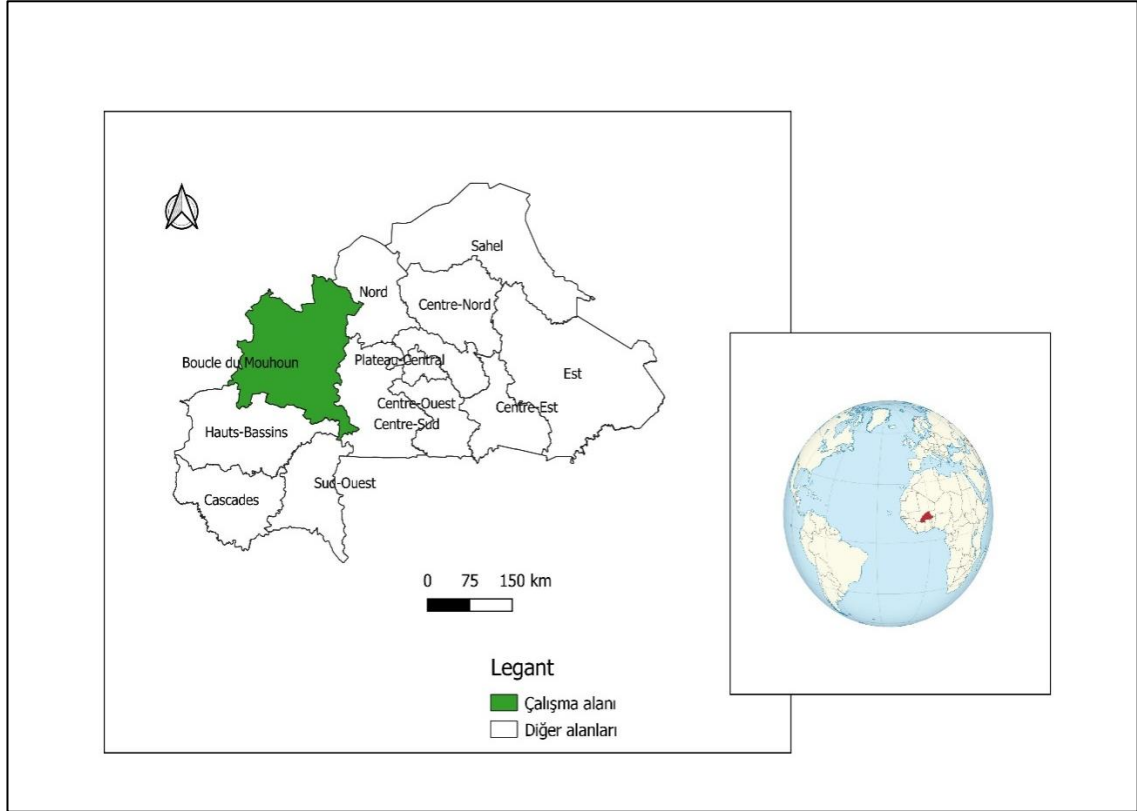 Sahel
Nord
Centre-Nord
Boucle du Mouhoun
Plateau-Central
Est
Centre-Ouest
Centre-Est
Hauts-Bassins
Centre-Sud
Sud-Ouest
Cascades
0 75 150 km
Legant
Çalışma alanı
Diğer alanları